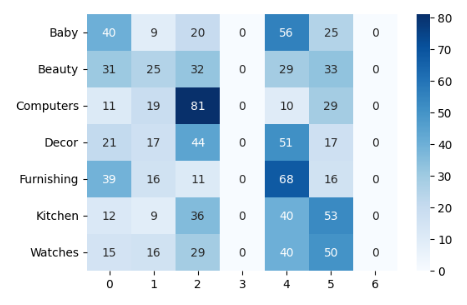 Baby 40 9 20 0 56 25 0
Beauty 31 25 32 0 29 33 0
Computers 11 19 81 0 10 29 0
Decor 21 17 44 0 51 17 0
Furnishing 39 16 11 0 68 16 0
Kitchen 12 9 36 0 40 53 0
Watches 15 16 29 0 40 50 0
0 1 2 3 4 5 6
80
70
60
50
40
30
20
10
0